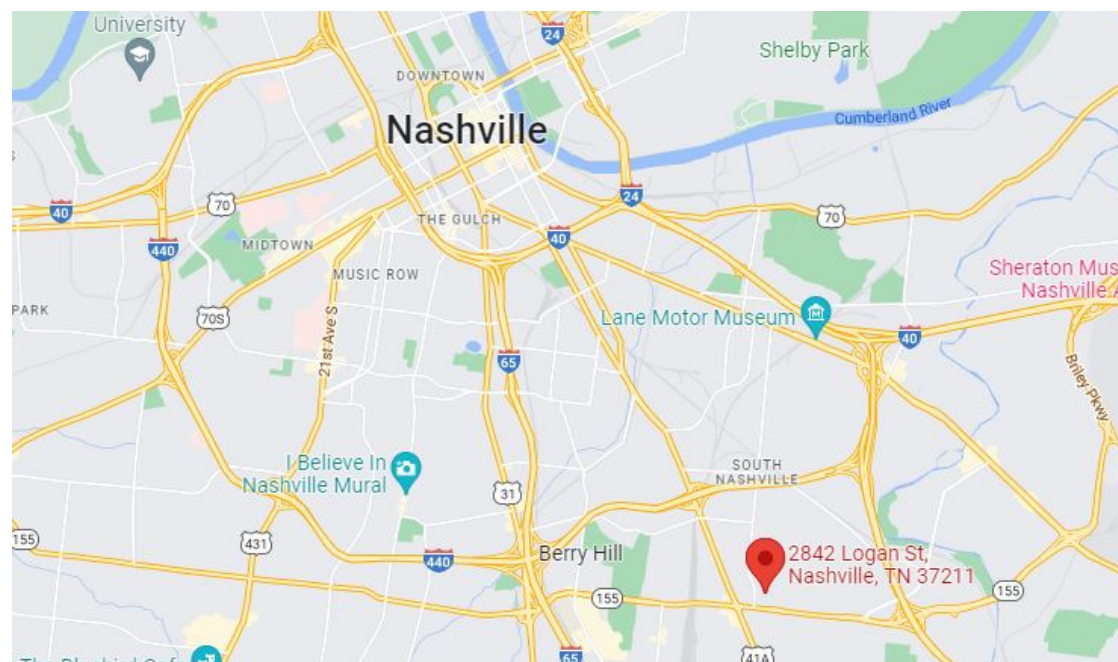 University
24
Shelby Park
DOWNTOWN
Nashville
Cumberland River
40
70
24
70
THE GULCH
440
MIDTOWN
40
MUSIC ROW
Sheraton Mus
Nashville A
PARK
70S
21st Ave S
Lane Motor Museum
40
65
Briley Pkwy
I Believe In
Nashville Mural
SOUTH
NASHVILLE
31
155
431
440
Berry Hill
2842 Logan St,
Nashville, TN 37211
155
155
65
41A